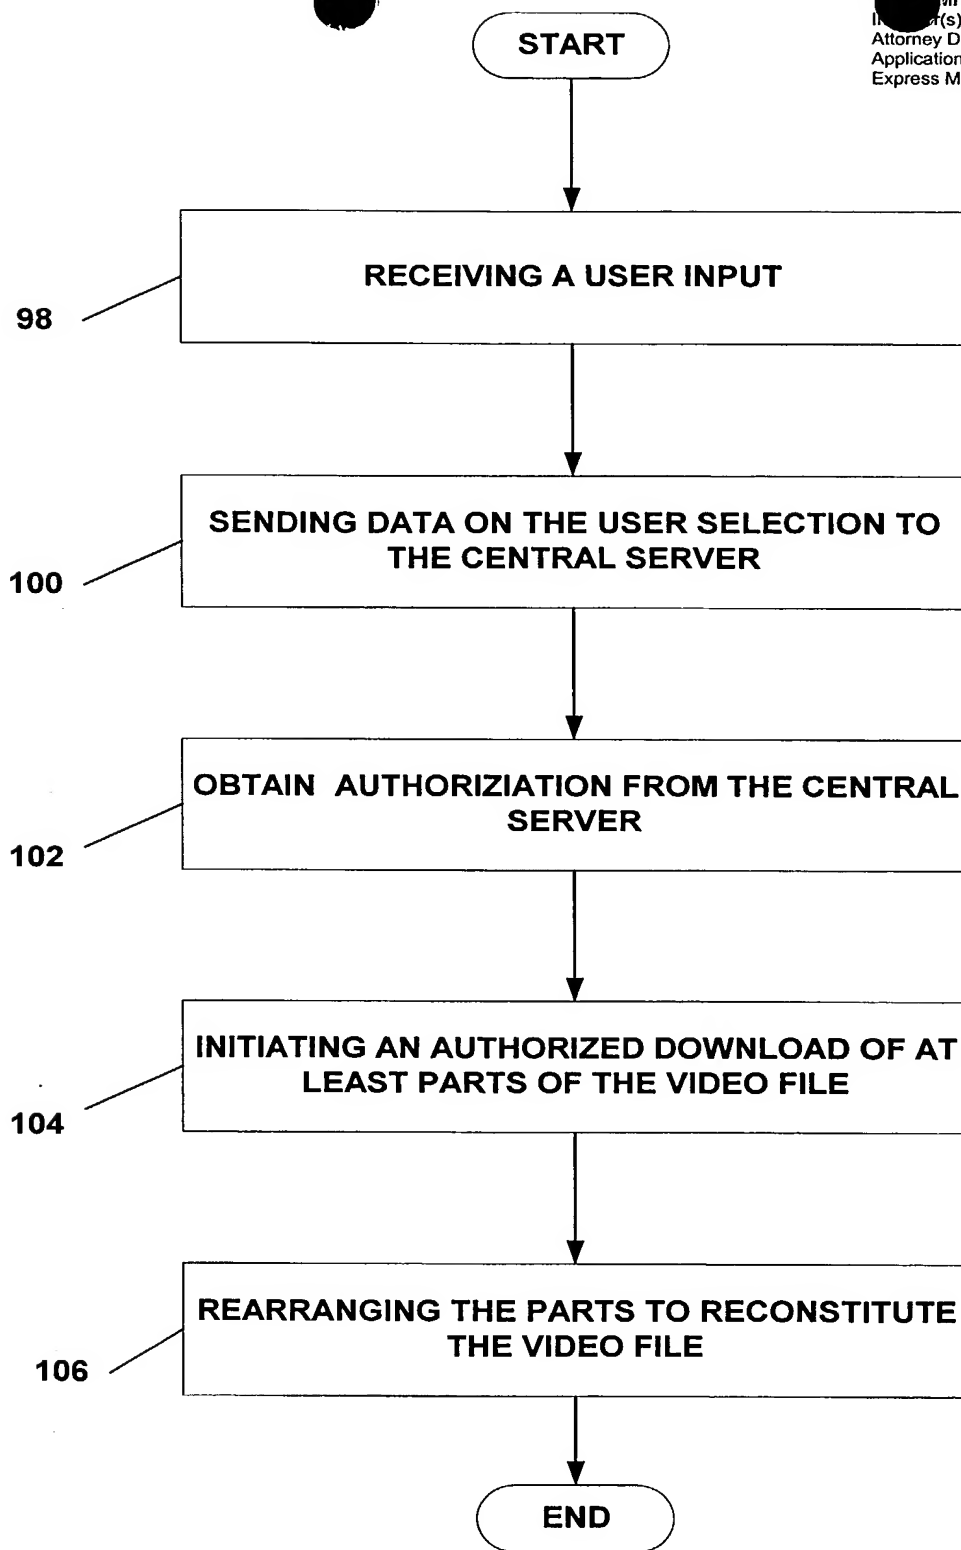 START
Attorney D
Application
Express M
RECEIVING A USER INPUT
98
SENDING DATA ON THE USER SELECTION TO
THE CENTRAL SERVER
100
OBTAIN AUTHORIZIATION FROM THE CENTRAL
SERVER
102
INITIATING AN AUTHORIZED DOWNLOAD OF AT
LEAST PARTS OF THE VIDEO FILE
104
REARRANGING THE PARTS TO RECONSTITUTE
THE VIDEO FILE
106
END